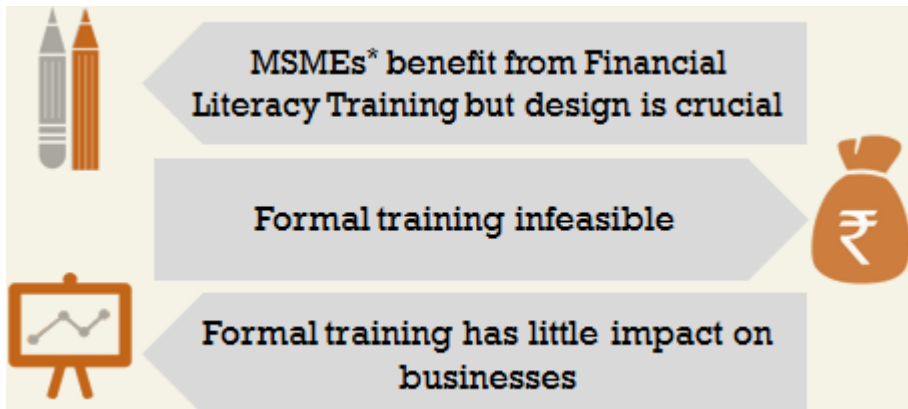 MSMEs* benefit from Financial
Literacy Training but design is crucial
Formal training infeasible
₹
Formal training has little impact on
businesses